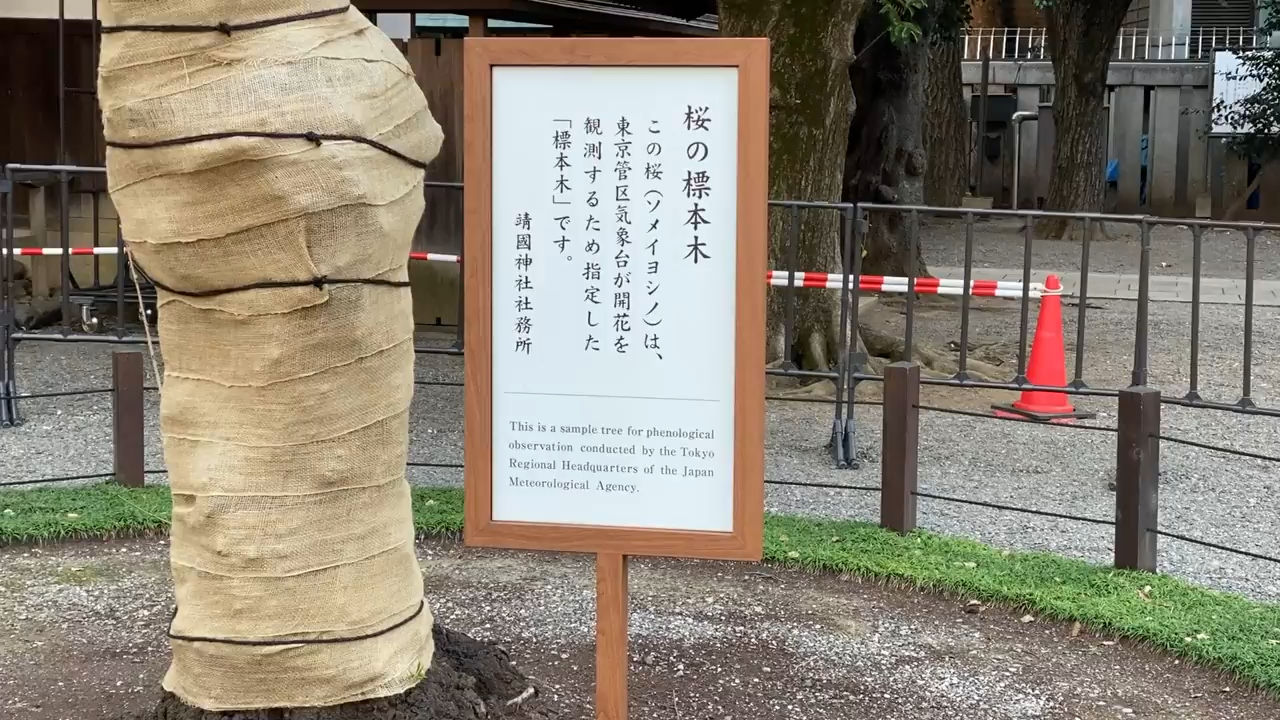 桜の標本木
この桜(ソメイヨシノ)は、
東京管区気象台が開花を
観測するため指定した
「標本木」です。
靖國神社社務所
This is a sample tree for phenological
observation conducted by the Tokyo
Regional Headquarters of the Japan
Meteorological Agency.